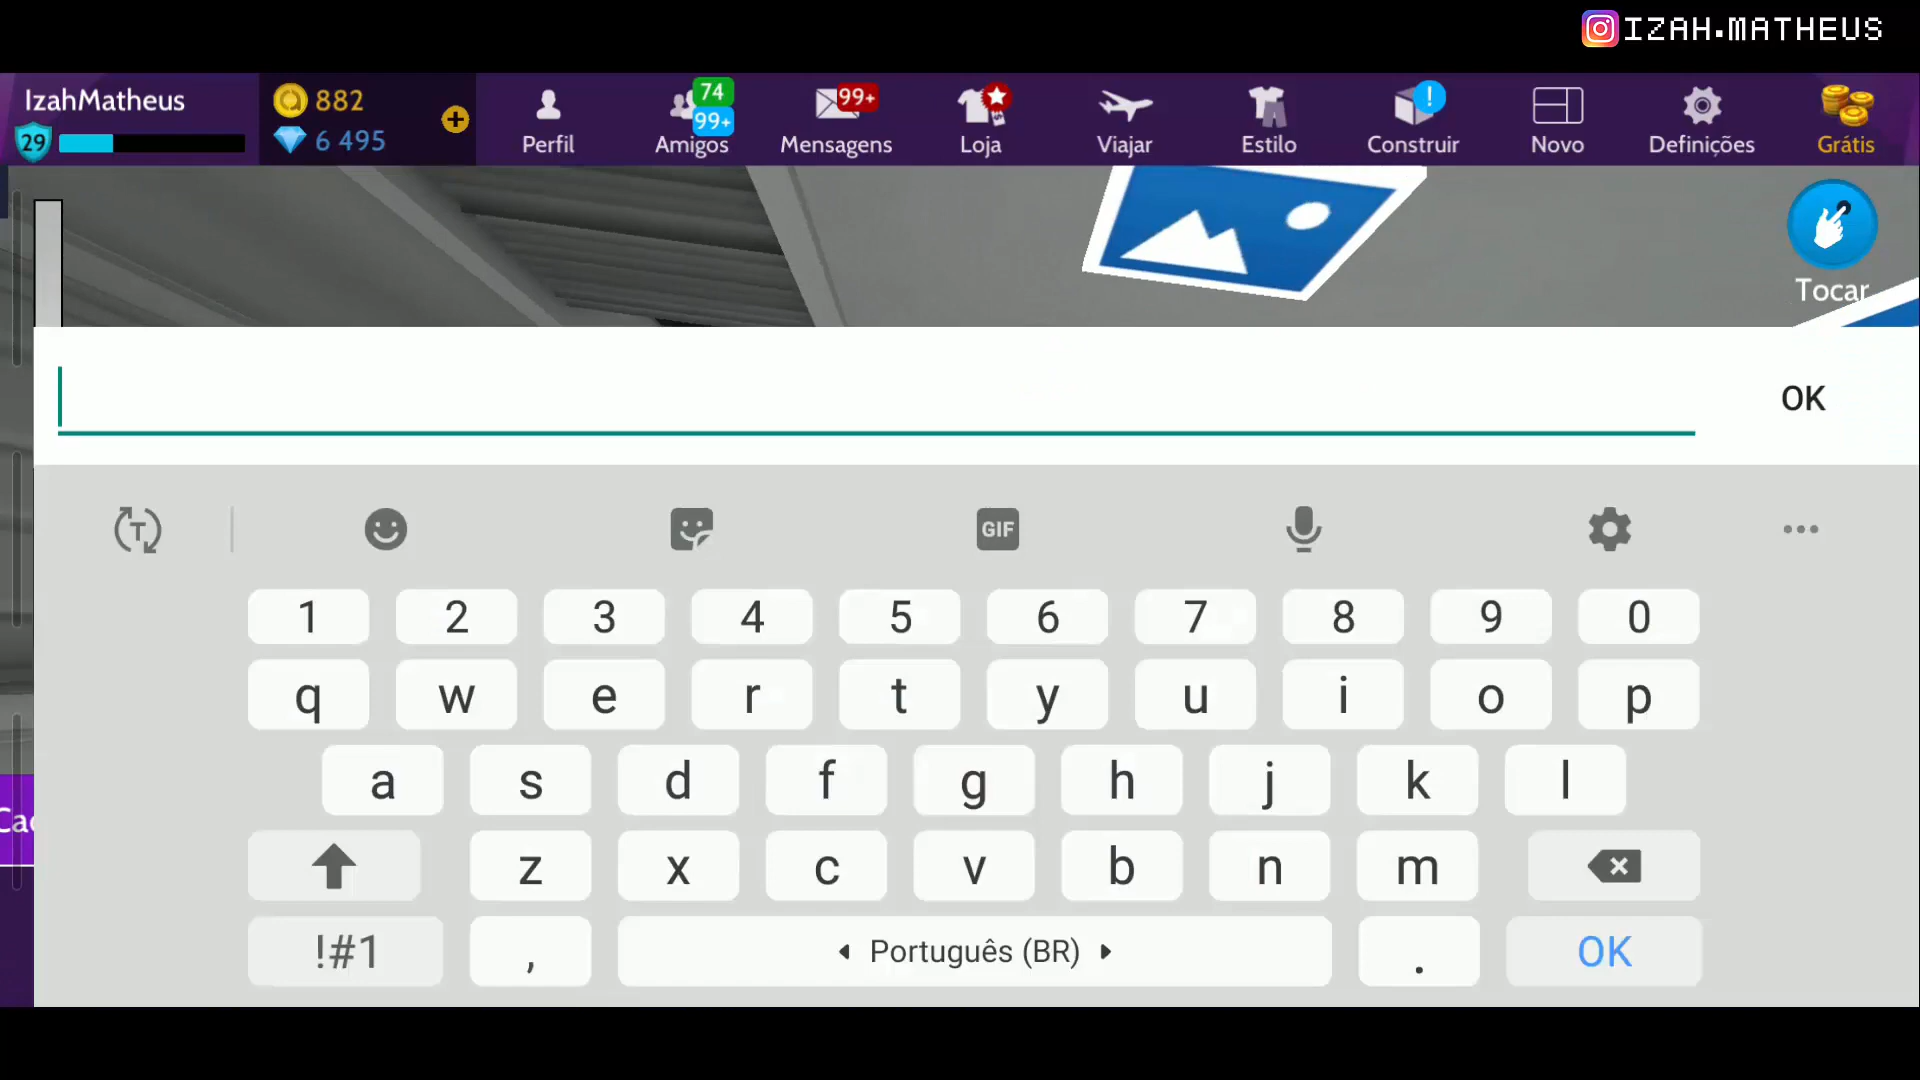 IZAH.MATHEUS
IzahMatheus
29
882
6 495
Perfil
74
99+
Amigos
99+
Mensagens
Loja
Viajar
Estilo
!
Construir
Novo
Definições
Grátis
Tocar
OK
T
GIF
1 2 3 4 5 6 7 8 9 0
q w e r t y u i o p
a s d f g h j k l
Cac
z x c v b n m
!#1 , Português (BR) . OK